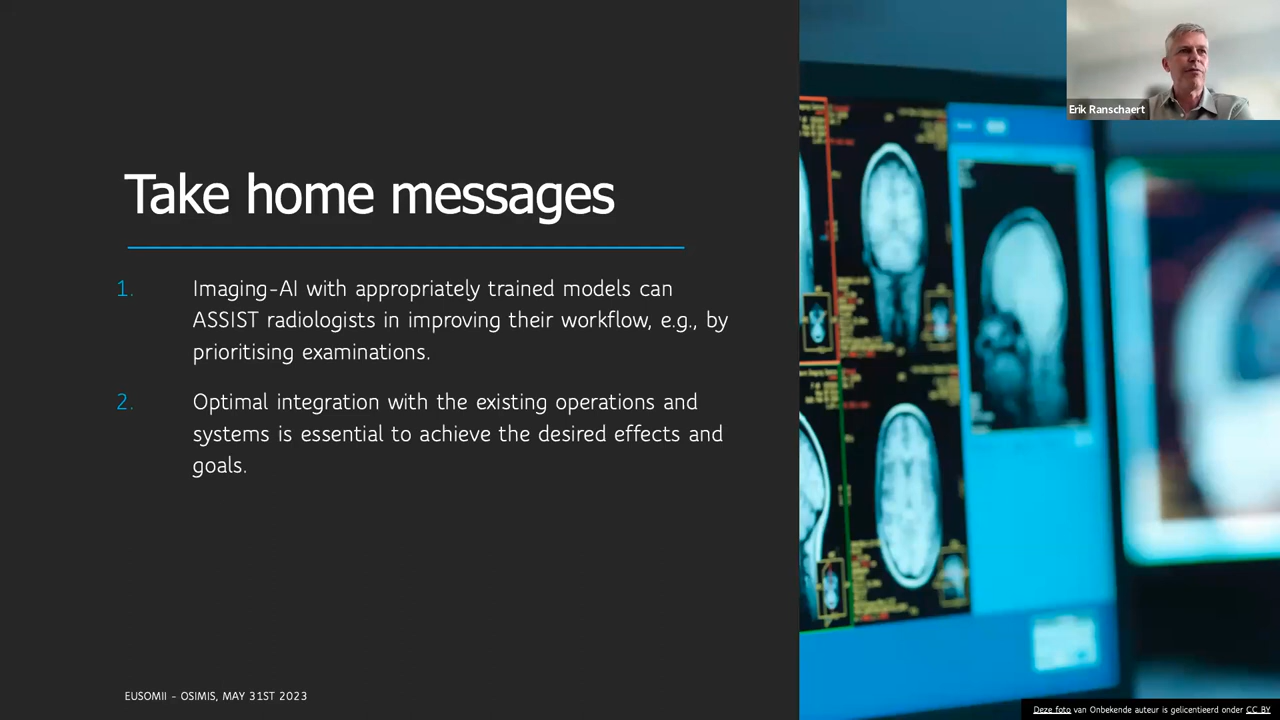 Erik Ranschaert
Take home messages
1. Imaging-AI with appropriately trained models can
ASSIST radiologists in improving their workflow, e.g., by
prioritising examinations.
2. Optimal integration with the existing operations and
systems is essential to achieve the desired effects and
goals.
EUSOMII - OSIMIS, MAY 31ST 2023
Deze foto van Onbekende auteur is gelicentieerd onder CC BY